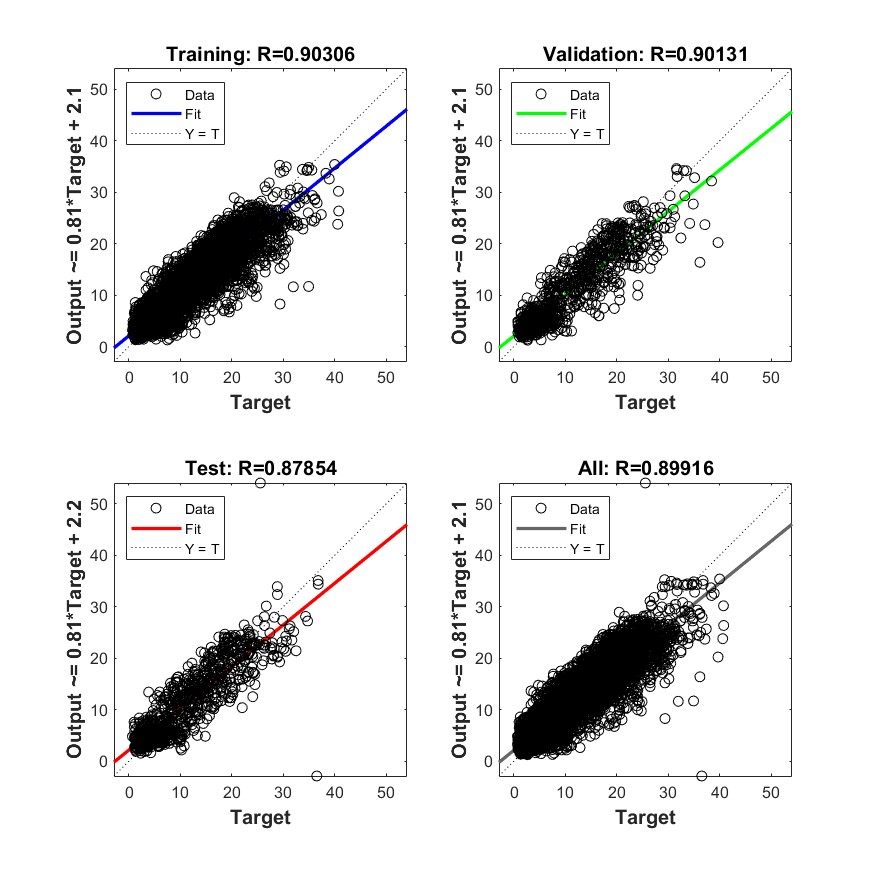 Training: R=0.90306
Output ~= 0.81*Target + 2.1
Data
Fit
Y = T
50
40
30
20
10
0
0 10 20 30 40 50
Target
Validation: R=0.90131
Output ~= 0.81*Target + 2.1
Data
Fit
Y = T
50
40
30
20
10
0
0 10 20 30 40 50
Target
Test: R=0.87854
Output ~= 0.81*Target + 2.2
Data
Fit
Y = T
50
40
30
20
10
0
0 10 20 30 40 50
Target
All: R=0.89916
Output ~= 0.81*Target + 2.1
Data
Fit
Y = T
50
40
30
20
10
0
0 10 20 30 40 50
Target